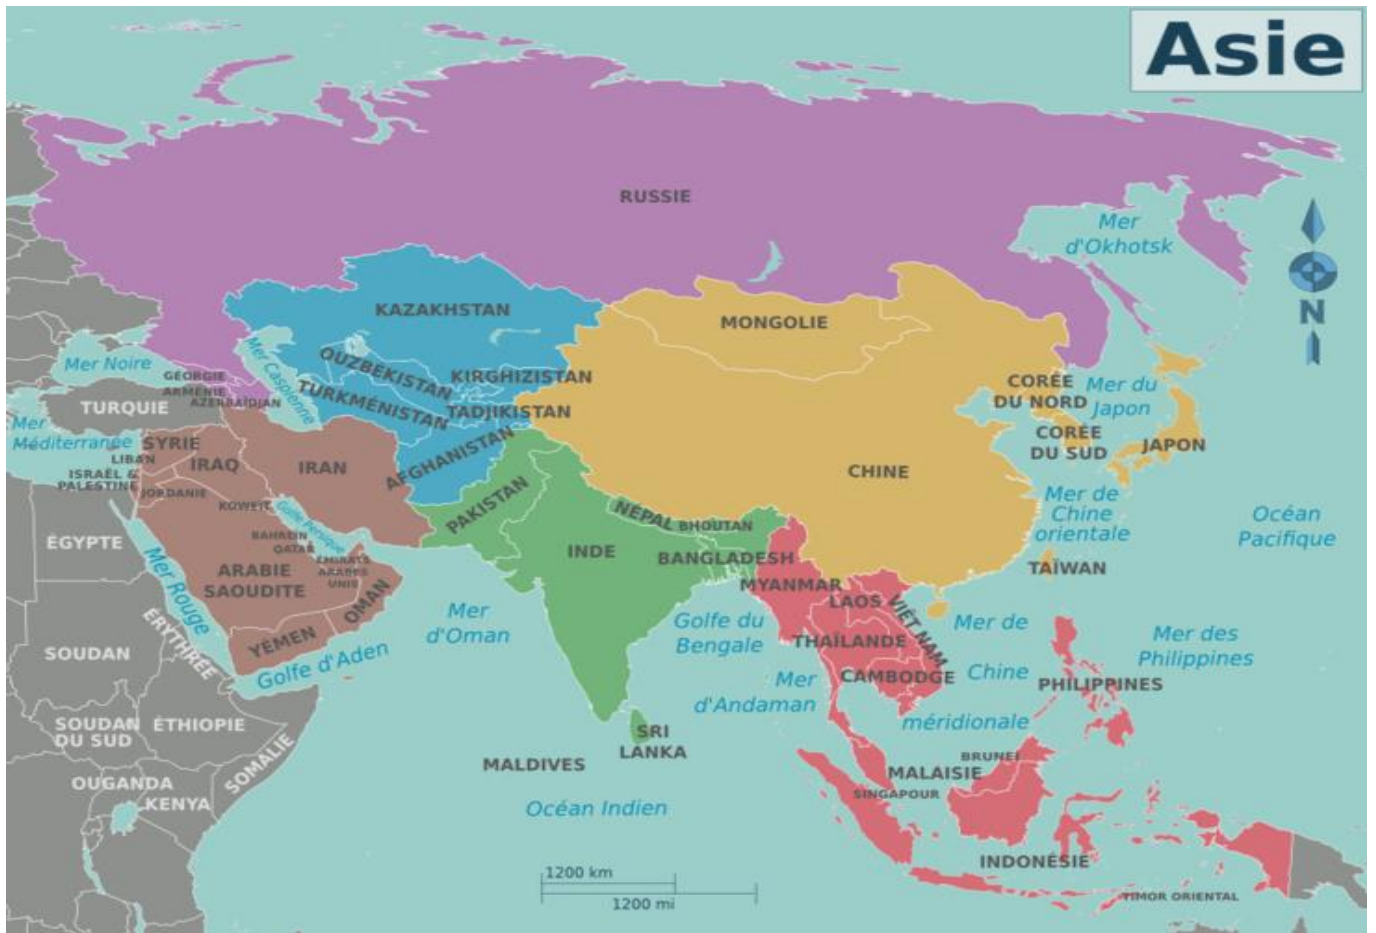 Asie
RUSSIE
Mer
d'Okhotsk
KAZAKHSTAN
MONGOLIE
N
Mer Noire
Mer Caspienne
GÉORGIE
ARMÉNIE
AZERBAÏDJAN
OUZBÉKISTAN
KIRGHIZISTAN
TURKMÉNISTAN
TADJIKISTAN
CORÉE
DU NORD
Mer du
Japon
TURQUIE
Mer
Méditerranée
SYRIE
LIBAN
IRAQ
IRAN
AFGHANISTAN
CHINE
CORÉE
DU SUD
JAPON
ISRAËL &
PALESTINE
JORDANIE
KOWEÏT
Golfe Persique
PAKISTAN
NÉPAL
BHOUTAN
Mer de
Chine
orientale
Océan
Pacifique
ÉGYPTE
Mer Rouge
BAHREIN
QATAR
ÉMIRATS
ARABES
UNIS
ARABIE
SAOUDITE
OMAN
INDE
BANGLADESH
MYANMAR
TAÏWAN
LAOS
VIÊT NAM
ÉRYTHRÉE
YÉMEN
Golfe d'Aden
Mer
d'Oman
Golfe du
Bengale
THAÏLANDE
Mer de
Chine
méridionale
Mer des
Philippines
SOUDAN
CAMBODGE
PHILIPPINES
Mer
d'Andaman
SOUDAN
DU SUD
ÉTHIOPIE
SOMALIE
SRI
LANKA
MALDIVES
BRUNEI
MALAISIE
SINGAPOUR
OUGANDA
KENYA
Océan Indien
INDONÉSIE
TIMOR ORIENTAL
1200 km
1200 mi